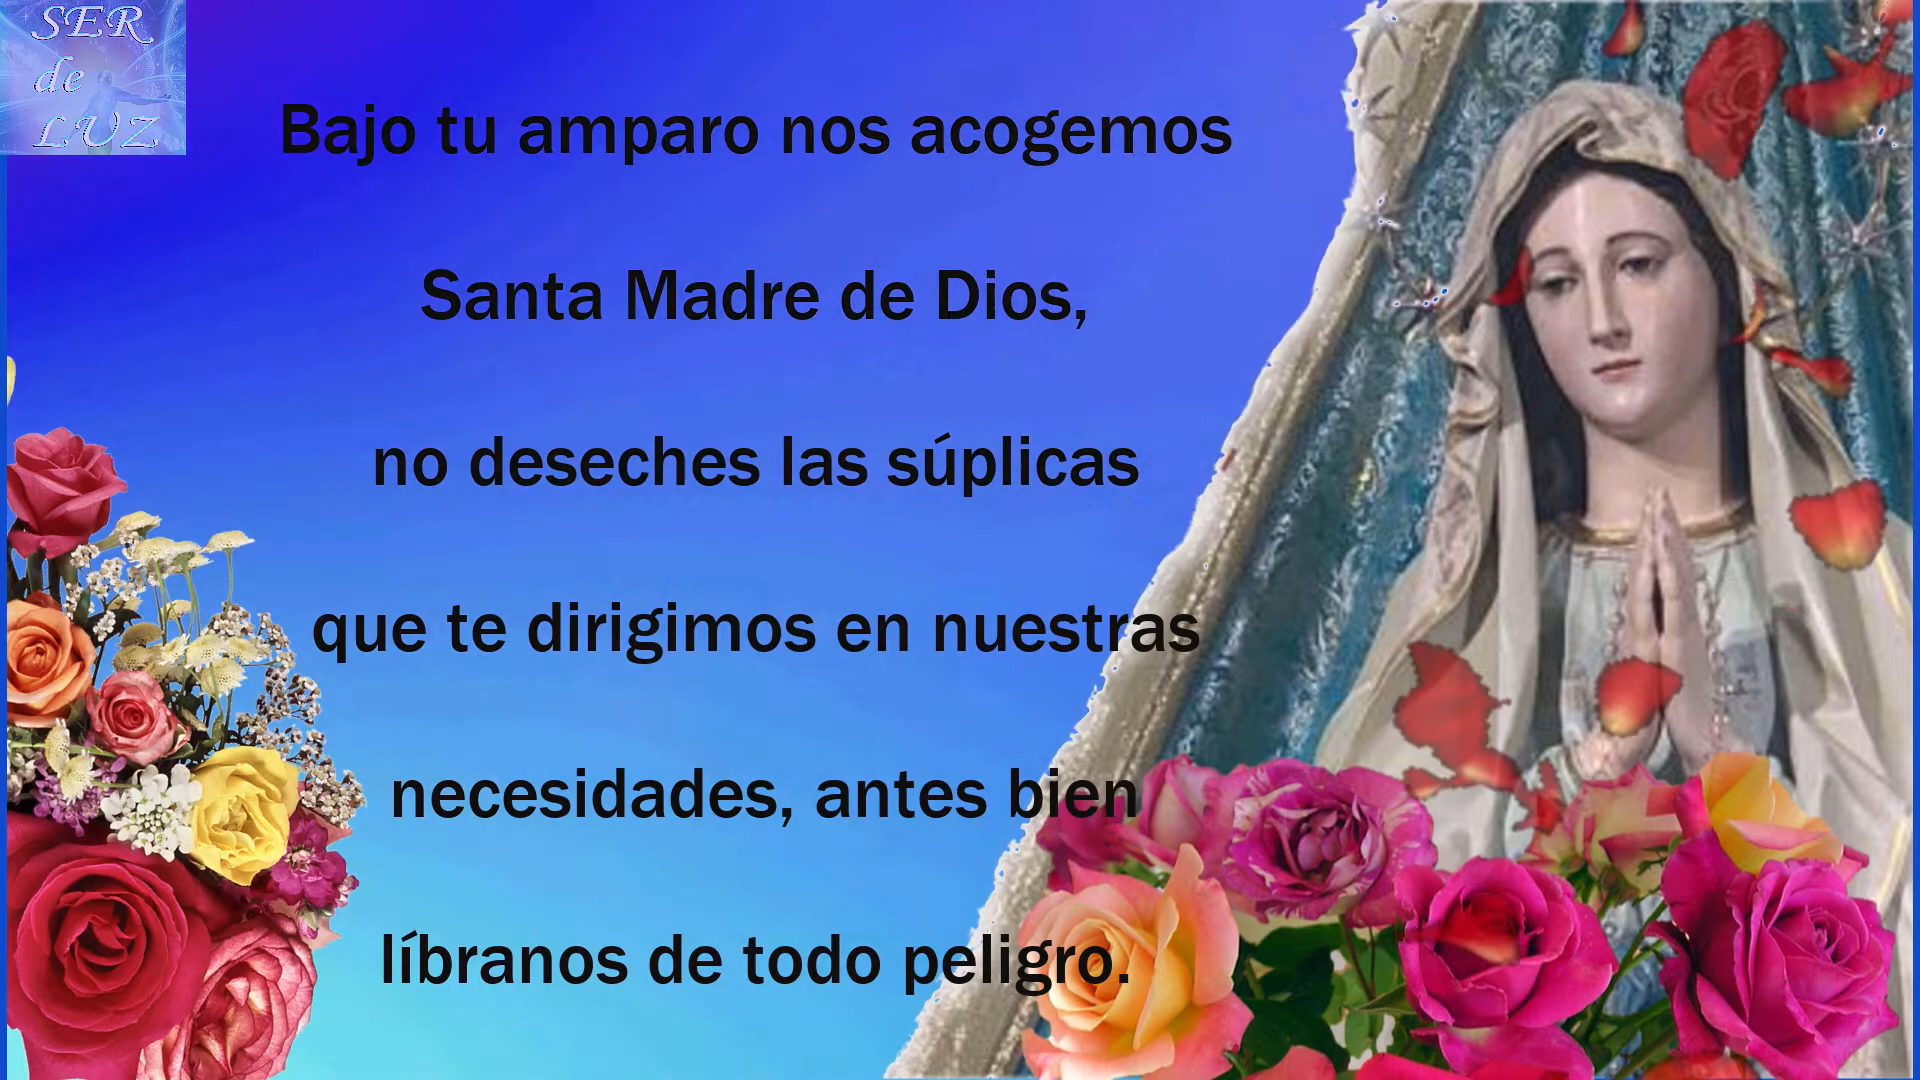 SER
de
LUZ
Bajo tu amparo nos acogemos
Santa Madre de Dios,
no deseches las súplicas
que te dirigimos en nuestras
necesidades, antes bien
líbranos de todo peligro.